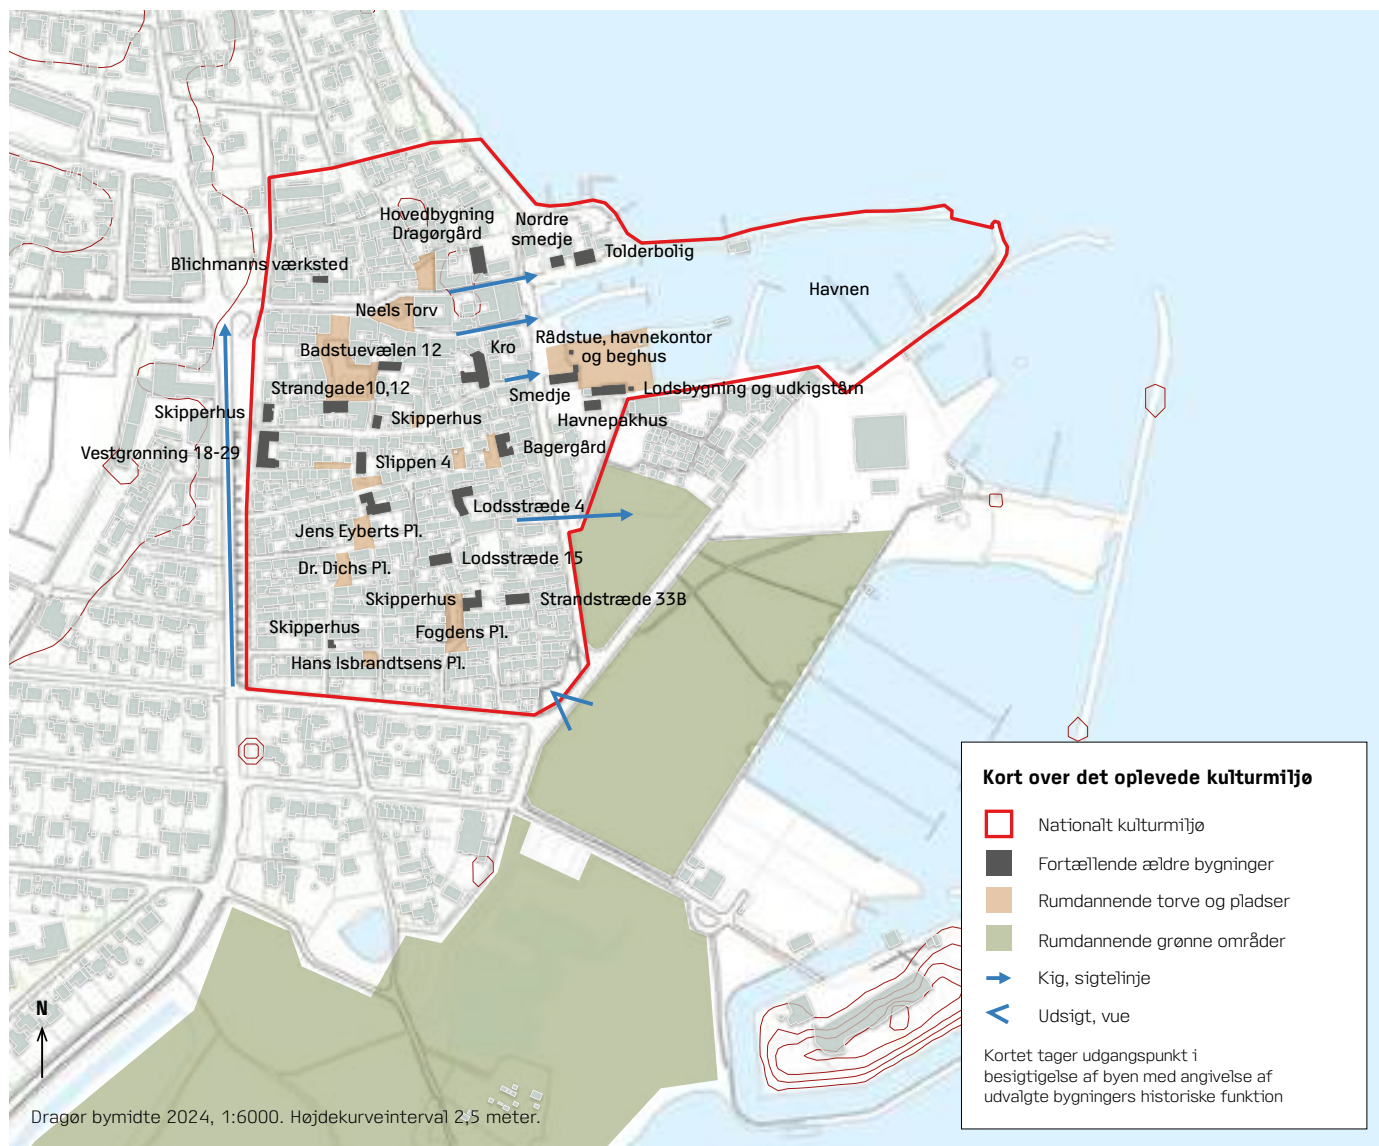 Hovedbygning
Dragørgård
Nordre
smedje
Tolderbolig
Blichmanns værksted
Havnen
Neels Torv
Rådstue, havnekontor
og beghus
Badstuevælen 12
Kro
Strandgade10,12
Smedje
Lodsbygning og udkigstårn
Skipperhus
Skipperhus
Havnepakhus
Vestgrønning 18-29
Bagergård
Slippen 4
Lodsstræde 4
Jens Eyberts Pl.
Lodsstræde 15
Dr. Dichs Pl.
Skipperhus
Strandstræde 33B
Skipperhus
Fogdens Pl.
Hans Isbrandtsens Pl.
Kort over det oplevede kulturmiljø
Nationalt kulturmiljø
Fortællende ældre bygninger
Rumdannende torve og pladser
Rumdannende grønne områder
Kig, sigtelinje
Udsigt, vue
Kortet tager udgangspunkt i
besigtigelse af byen med angivelse af
udvalgte bygningers historiske funktion
N
Dragør bymidte 2024, 1:6000. Højdekurveinterval 2,5 meter.